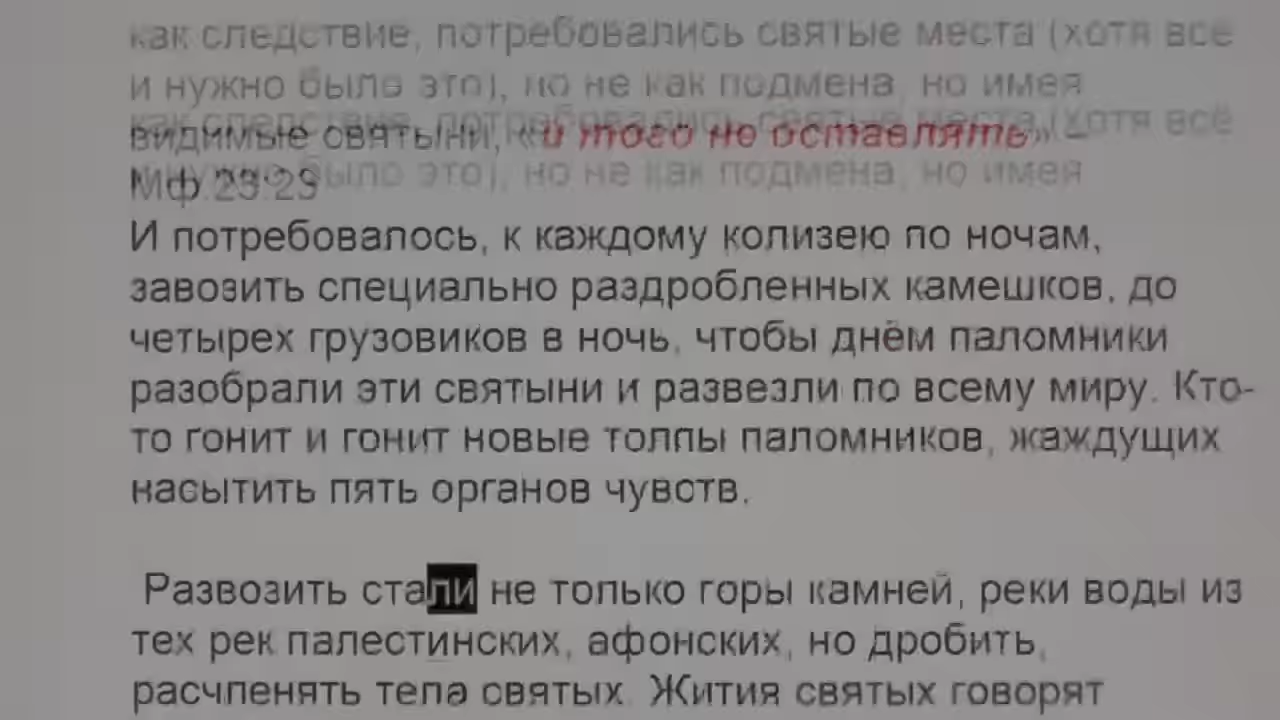 как следствие, потребовались святые места (хотя всё
и нужно было это), но не как подмена, но имея
видимые святыни, «и того не оставлять» –
Мф.23:23
И потребовалось, к каждому колизею по ночам,
завозить специально раздробленных камешков, до
четырех грузовиков в ночь, чтобы днём паломники
разобрали эти святыни и развезли по всему миру. Кто-
то гонит и гонит новые толпы паломников, жаждущих
насытить пять органов чувств.
Развозить стали не только горы камней, реки воды из
тех рек палестинских, афонских, но дробить,
расчленять тела святых. Жития святых говорят